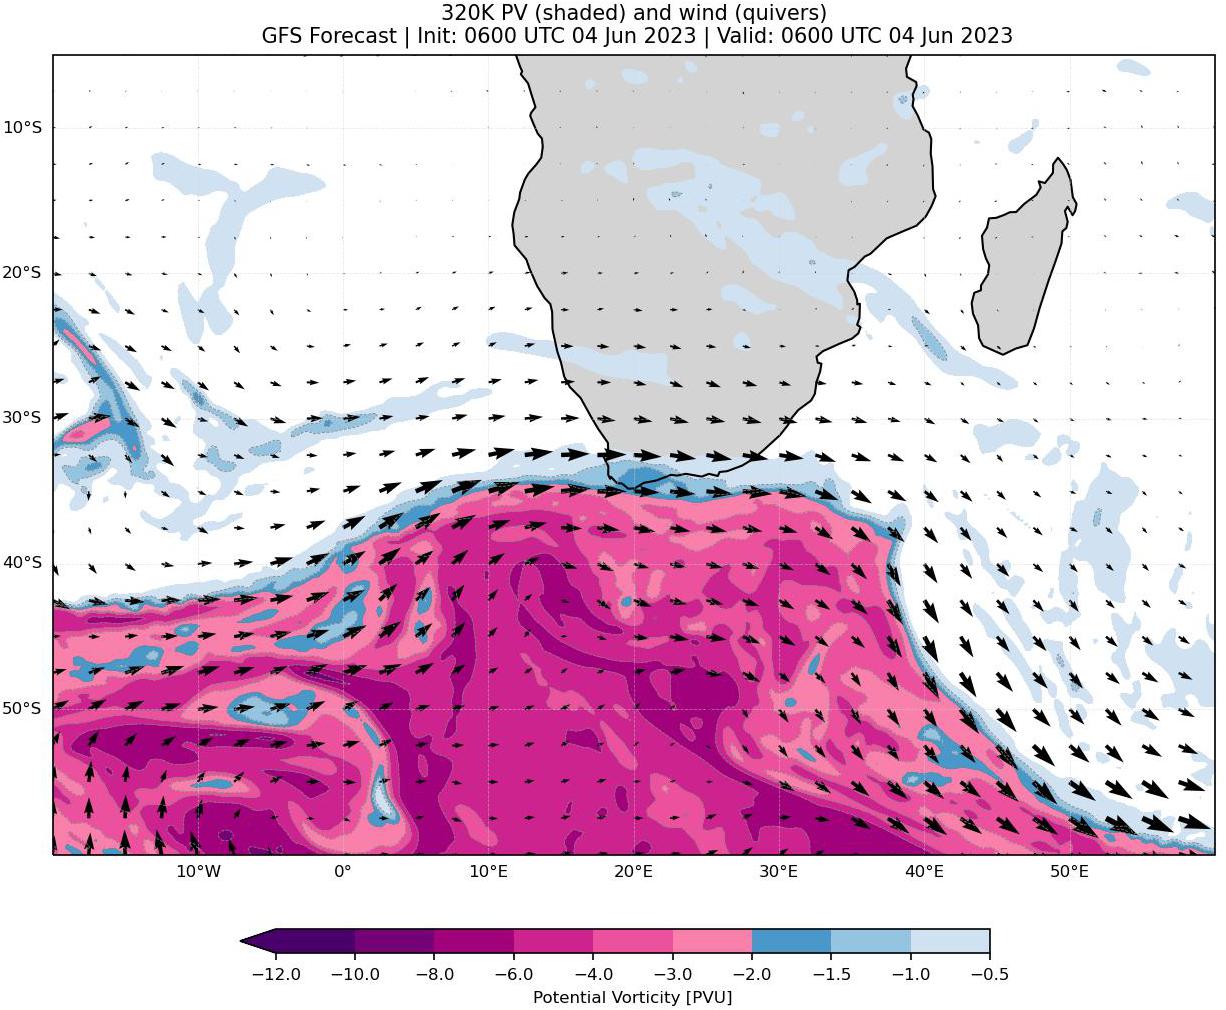 320K PV (shaded) and wind (quivers)
GFS Forecast | Init: 0600 UTC 04 Jun 2023 | Valid: 0600 UTC 04 Jun 2023
10°S
20°S
30°S
40°S
50°S
10°W 0° 10°E 20°E 30°E 40°E 50°E
−12.0 −10.0 −8.0 −6.0 −4.0 −3.0 −2.0 −1.5 −1.0 −0.5
Potential Vorticity [PVU]